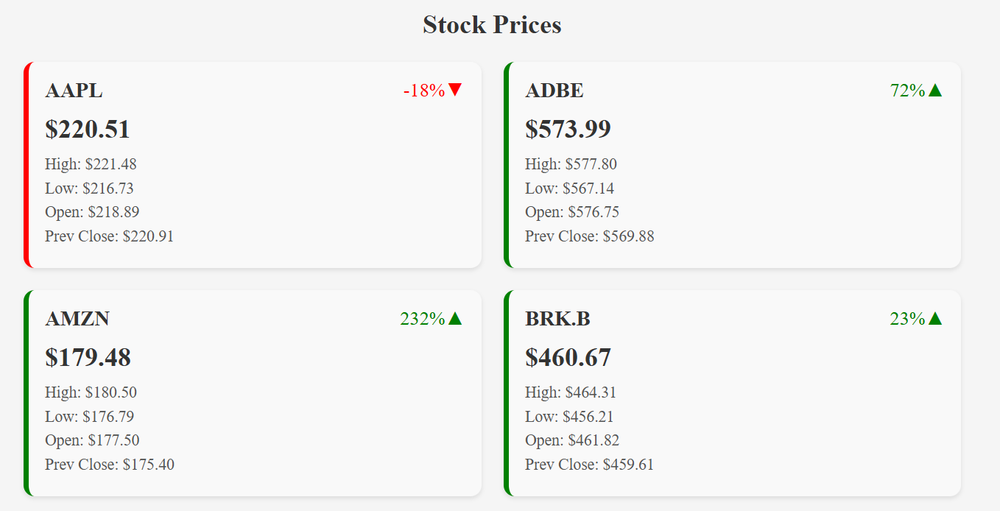 Stock Prices
AAPL -18%▼
$220.51
High: $221.48
Low: $216.73
Open: $218.89
Prev Close: $220.91
ADBE 72%▲
$573.99
High: $577.80
Low: $567.14
Open: $576.75
Prev Close: $569.88
AMZN 232%▲
$179.48
High: $180.50
Low: $176.79
Open: $177.50
Prev Close: $175.40
BRK.B 23%▲
$460.67
High: $464.31
Low: $456.21
Open: $461.82
Prev Close: $459.61